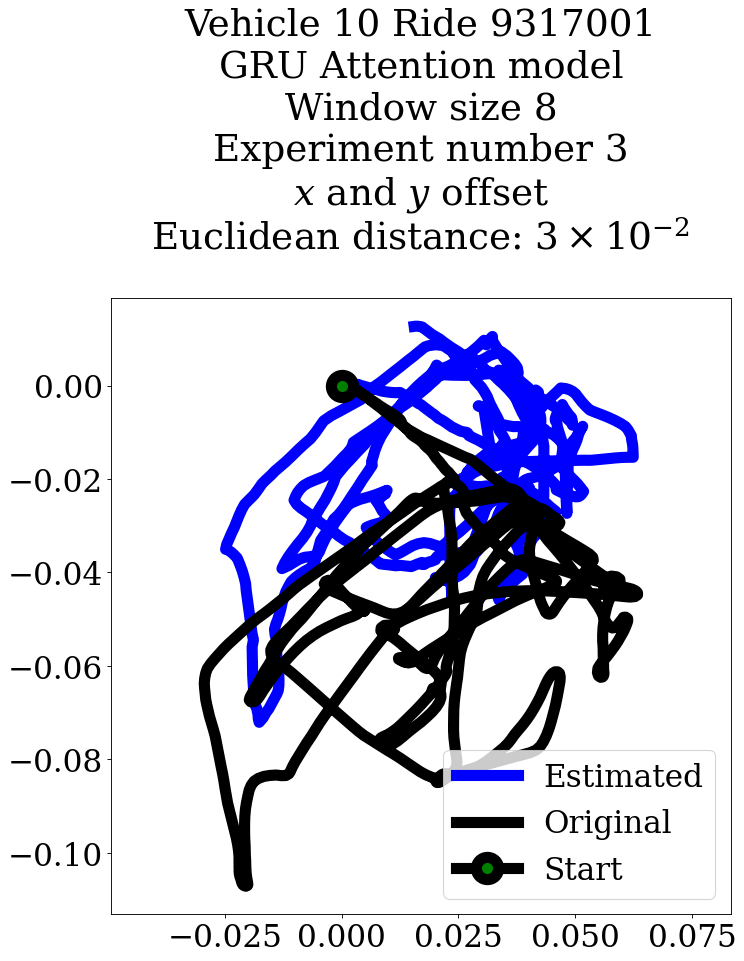 Vehicle 10 Ride 9317001
GRU Attention model
Window size 8
Experiment number 3
x and y offset
Euclidean distance: 3 × 10⁻²
0.00
−0.02
−0.04
−0.06
−0.08
−0.10
Estimated
Original
Start
−0.025 0.000 0.025 0.050 0.075